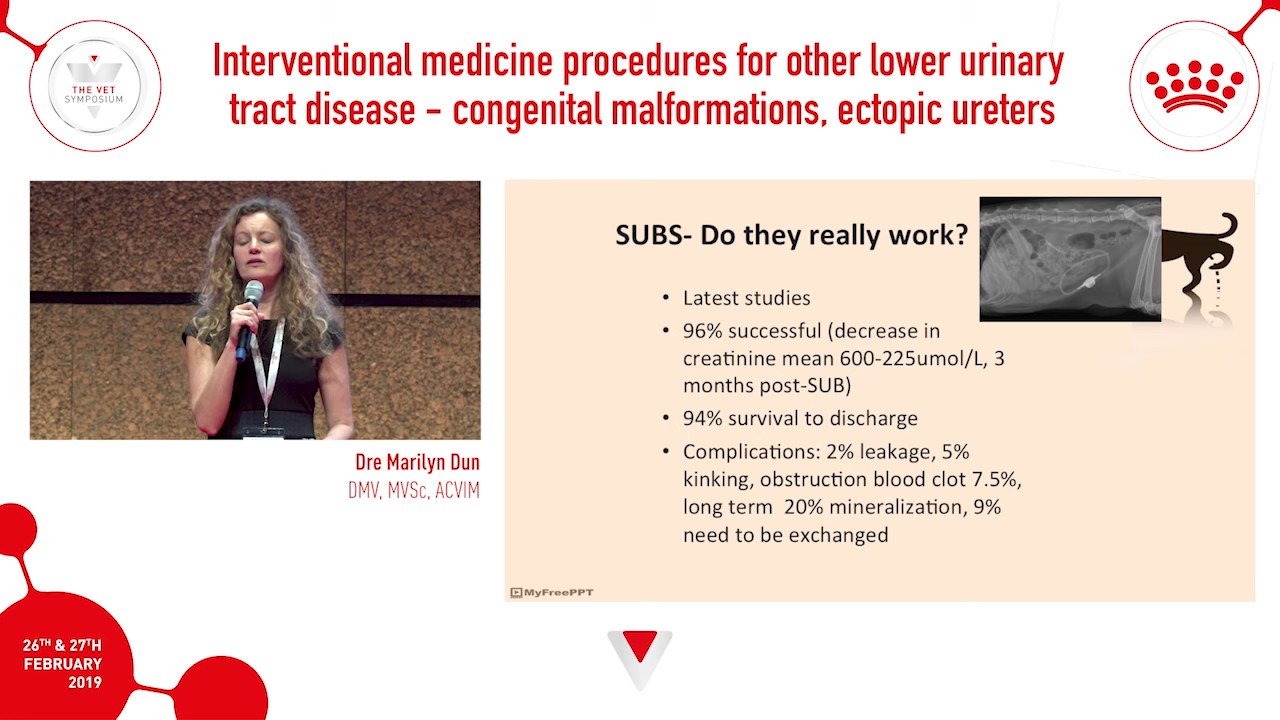 Interventional medicine procedures for other lower urinary
tract disease – congenital malformations, ectopic ureters
THE VET
SYMPOSIUM
SUBS- Do they really work?
• Latest studies
• 96% successful (decrease in
creatinine mean 600-225umol/L, 3
months post-SUB)
• 94% survival to discharge
• Complications: 2% leakage, 5%
kinking, obstruction blood clot 7.5%,
long term 20% mineralization, 9%
need to be exchanged
MyFreePPT
Dre Marilyn Dun
DMV, MVSc, ACVIM
26TH & 27TH
FEBRUARY
2019